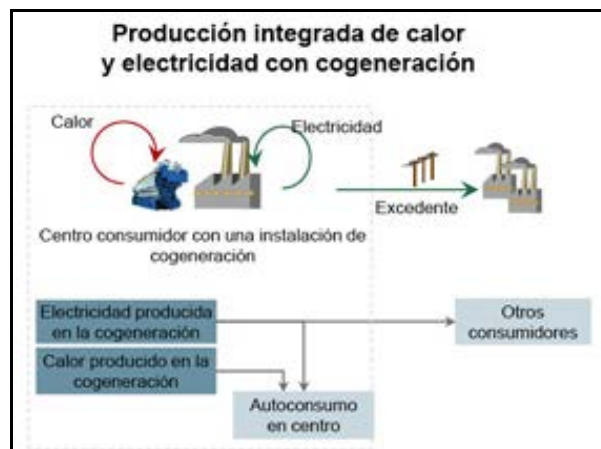 Producción integrada de calor
y electricidad con cogeneración
Calor
Electricidad
Excedente
Centro consumidor con una instalación de
cogeneración
Electricidad producida
en la cogeneración
Otros
consumidores
Calor producido en la
cogeneración
Autoconsumo
en centro